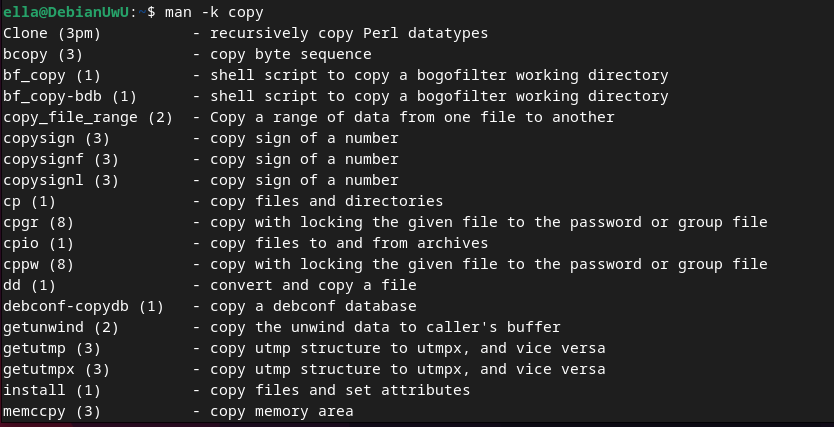 ella@DebianUwU:~$ man -k copy
Clone (3pm)          - recursively copy Perl datatypes
bcopy (3)            - copy byte sequence
bf_copy (1)          - shell script to copy a bogofilter working directory
bf_copy-bdb (1)      - shell script to copy a bogofilter working directory
copy_file_range (2)  - Copy a range of data from one file to another
copysign (3)         - copy sign of a number
copysignf (3)        - copy sign of a number
copysignl (3)        - copy sign of a number
cp (1)               - copy files and directories
cpgr (8)             - copy with locking the given file to the password or group file
cpio (1)             - copy files to and from archives
cppw (8)             - copy with locking the given file to the password or group file
dd (1)               - convert and copy a file
debconf-copydb (1)   - copy a debconf database
getunwind (2)        - copy the unwind data to caller's buffer
getutmp (3)          - copy utmp structure to utmpx, and vice versa
getutmpx (3)         - copy utmp structure to utmpx, and vice versa
install (1)          - copy files and set attributes
memccpy (3)          - copy memory area